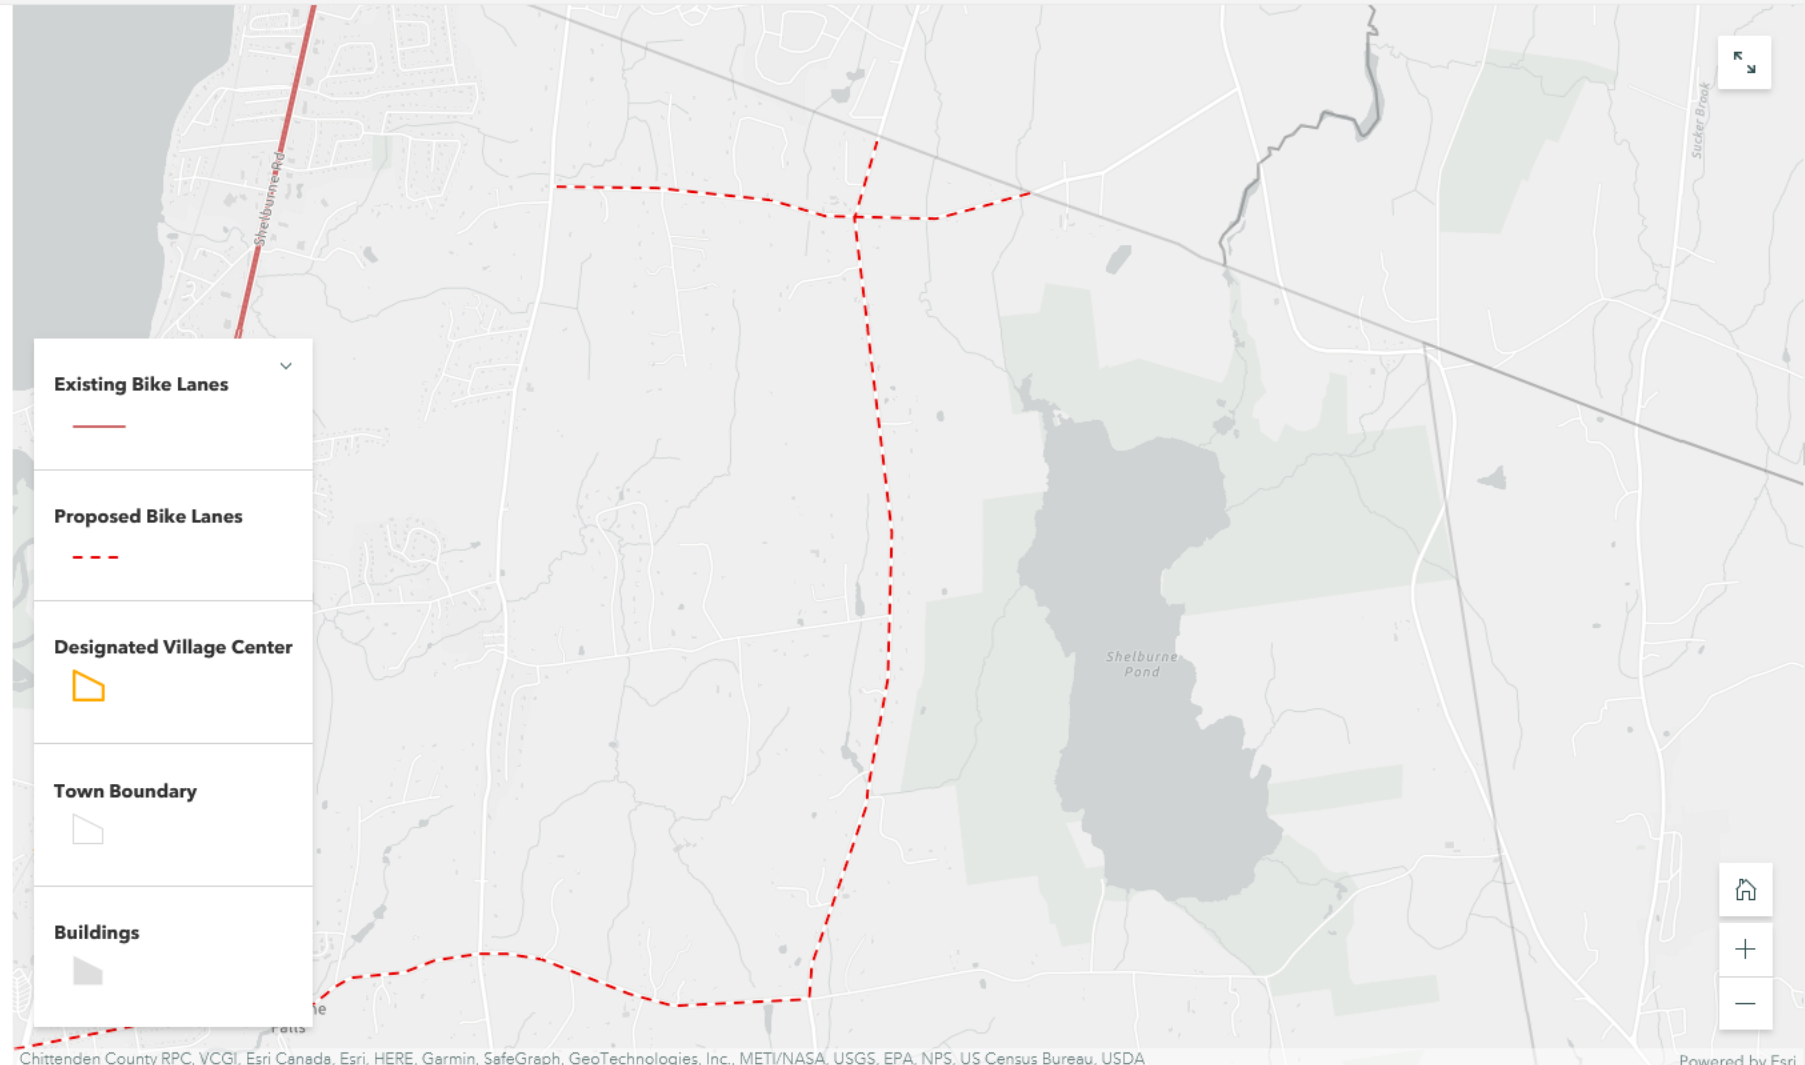 Sucker Brook
Shelburne Rd
Existing Bike Lanes
Proposed Bike Lanes
Designated Village Center
Shelburne
Pond
Town Boundary
Buildings
ne
Falls
Chittenden County RPC, VCGI, Esri Canada, Esri, HERE, Garmin, SafeGraph, GeoTechnologies, Inc., METI/NASA, USGS, EPA, NPS, US Census Bureau, USDA
Powered by Esri